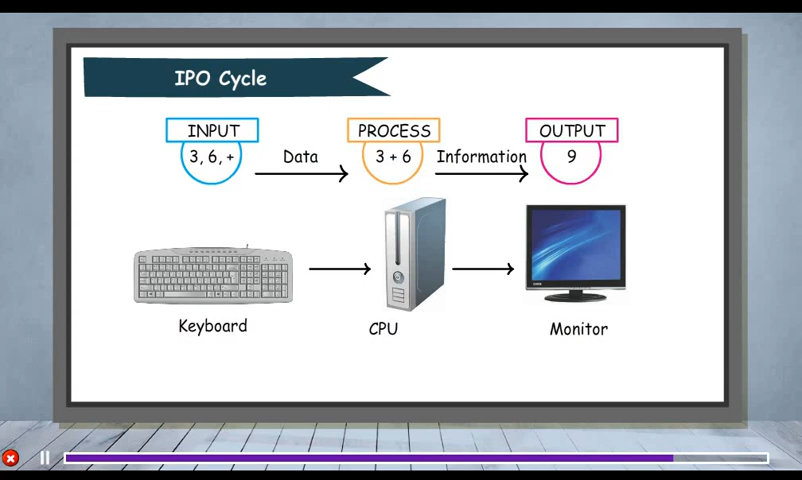 IPO Cycle
INPUT
PROCESS
OUTPUT
3, 6, +
Data
3 + 6
Information
9
Keyboard
CPU
Monitor